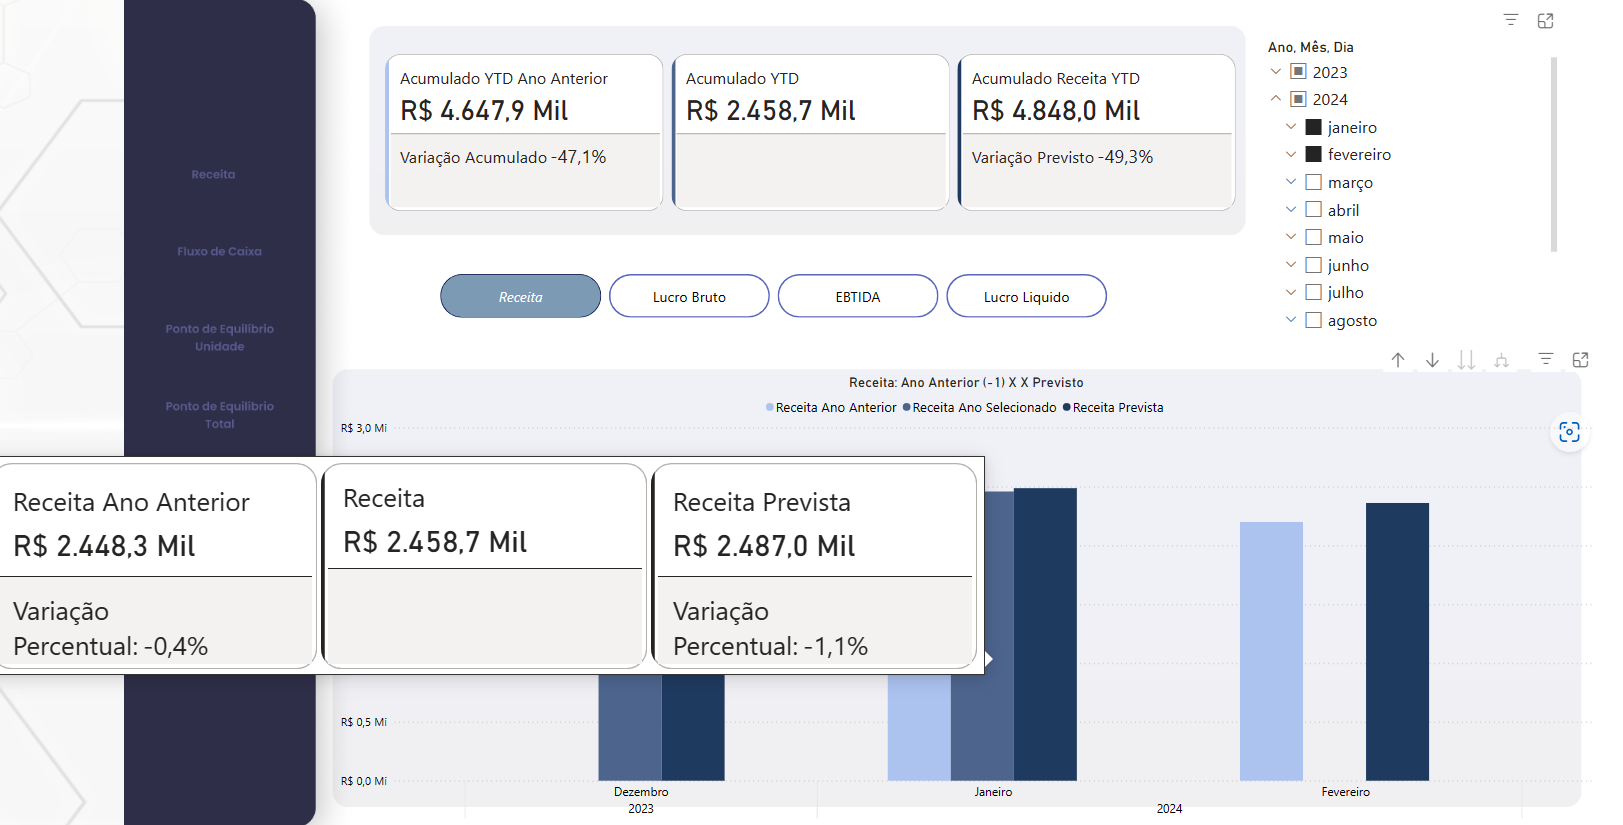 Acumulado YTD Ano Anterior
R$ 4.647,9 Mil
Variação Acumulado -47,1%
Acumulado YTD
R$ 2.458,7 Mil
Acumulado Receita YTD
R$ 4.848,0 Mil
Variação Previsto -49,3%
Ano, Mês, Dia
2023
2024
janeiro
fevereiro
março
abril
maio
junho
julho
agosto
Receita
Fluxo de Caixa
Ponto de Equilíbrio
Unidade
Ponto de Equilíbrio
Total
Receita
Lucro Bruto
EBTIDA
Lucro Liquido
Receita: Ano Anterior (-1) X X Previsto
Receita Ano Anterior
Receita Ano Selecionado
Receita Prevista
R$ 3,0 Mi
Receita Ano Anterior
R$ 2.448,3 Mil
Variação
Percentual: -0,4%
Receita
R$ 2.458,7 Mil
Receita Prevista
R$ 2.487,0 Mil
Variação
Percentual: -1,1%
R$ 0,5 Mi
R$ 0,0 Mi
Dezembro
Janeiro
Fevereiro
2023
2024